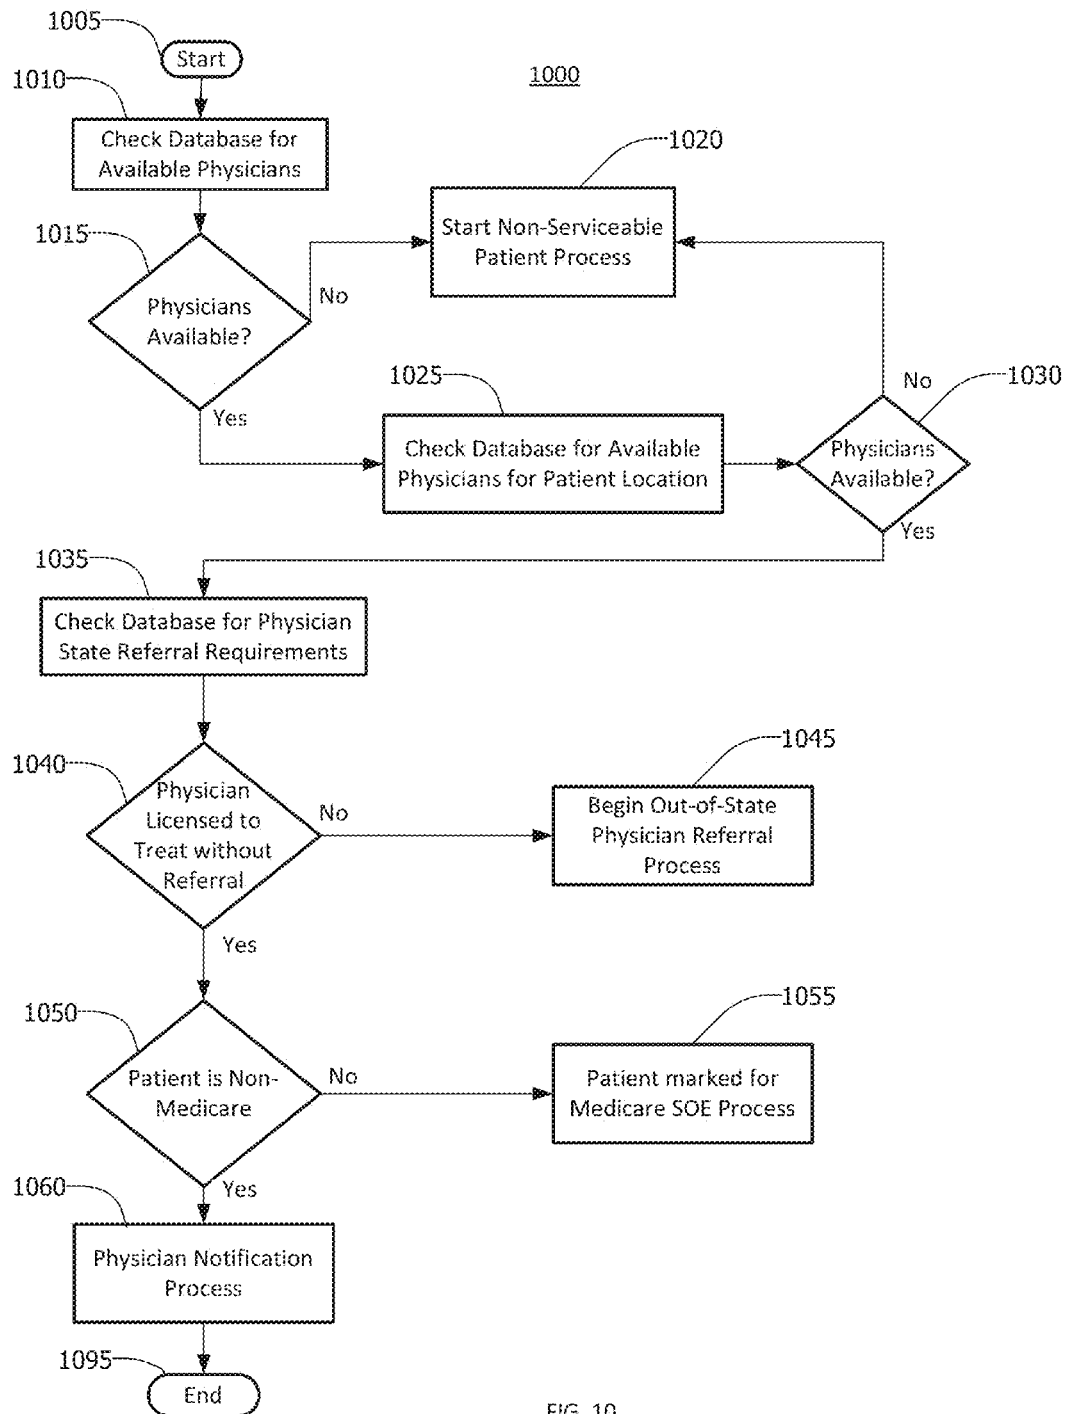 1005
Start
1010
1000
Check Database for
Available Physicians
1020
1015
Start Non-Serviceable
Patient Process
Physicians
Available?
No
1025
No
1030
Yes
Check Database for Available
Physicians for Patient Location
Physicians
Available?
Yes
1035
Check Database for Physician
State Referral Requirements
1045
1040
Physician
Licensed to
Treat without
Referral
No
Begin Out-of-State
Physician Referral
Process
Yes
1055
1050
Patient is Non-
Medicare
No
Patient marked for
Medicare SOE Process
1060
Yes
Physician Notification
Process
1095
End
FIG. 10